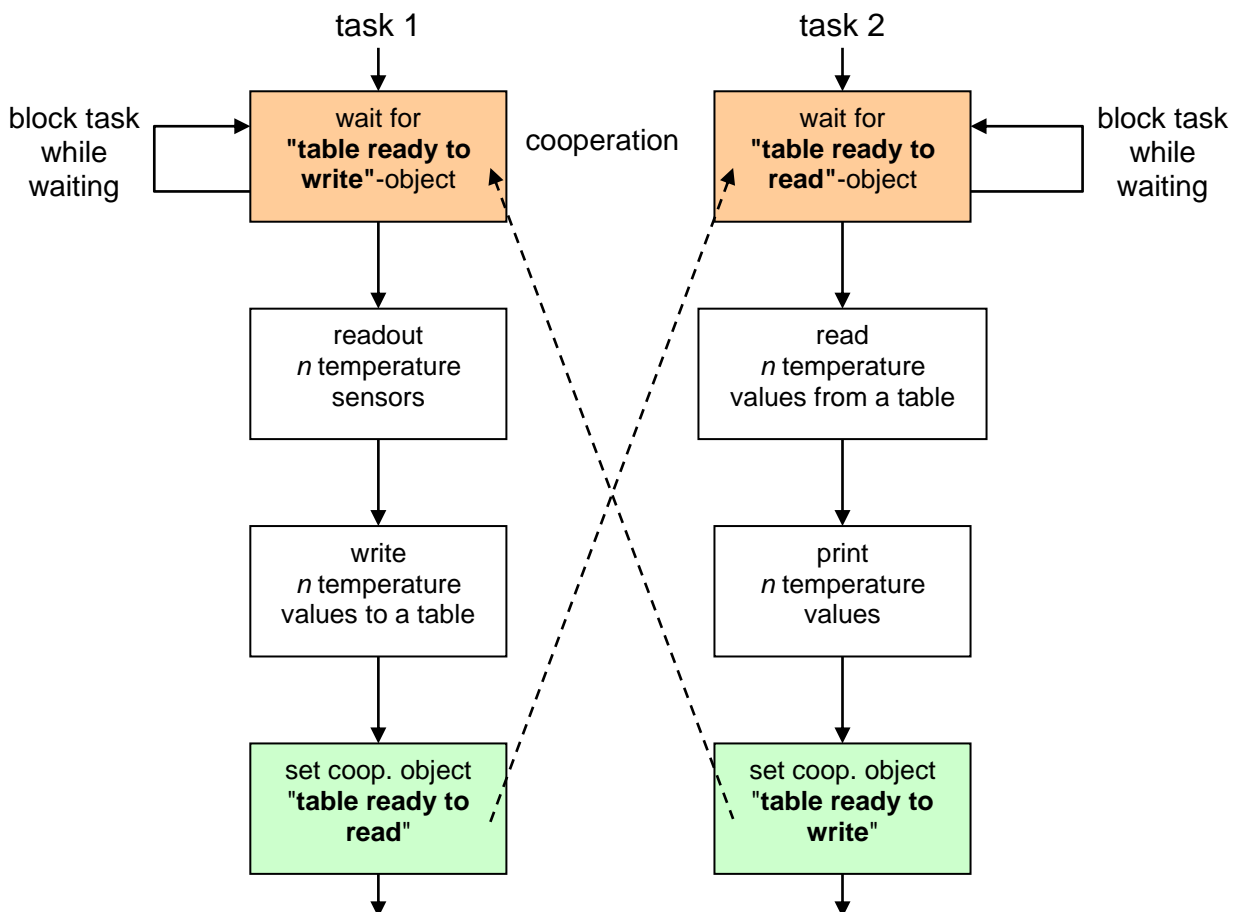 task 1
task 2
block task
while
waiting
wait for
"table ready to
write"-object
cooperation
wait for
"table ready to
read"-object
block task
while
waiting
readout
n temperature
sensors
read
n temperature
values from a table
write
n temperature
values to a table
print
n temperature
values
set coop. object
"table ready to
read"
set coop. object
"table ready to
write"